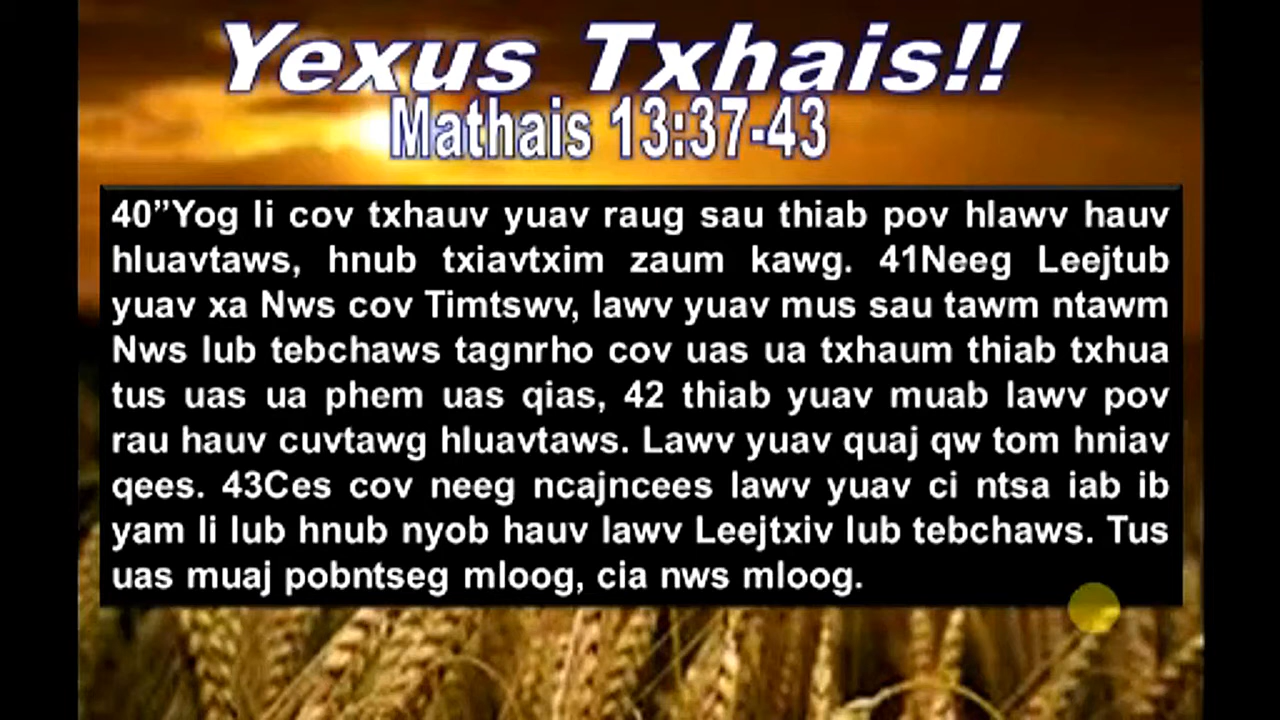 Yexus Txhais!!
Mathais 13:37-43
40”Yog li cov txhauv yuav raug sau thiab pov hlawv hauv
hluavtaws, hnub txiavtxim zaum kawg. 41Neeg Leejtub
yuav xa Nws cov Timtswv, lawv yuav mus sau tawm ntawm
Nws lub tebchaws tagnrho cov uas ua txhaum thiab txhua
tus uas ua phem uas qias, 42 thiab yuav muab lawv pov
rau hauv cuvtawg hluavtaws. Lawv yuav quaj qw tom hniav
qees. 43Ces cov neeg ncajncees lawv yuav ci ntsa iab ib
yam li lub hnub nyob hauv lawv Leejtxiv lub tebchaws. Tus
uas muaj pobntseg mloog, cia nws mloog.